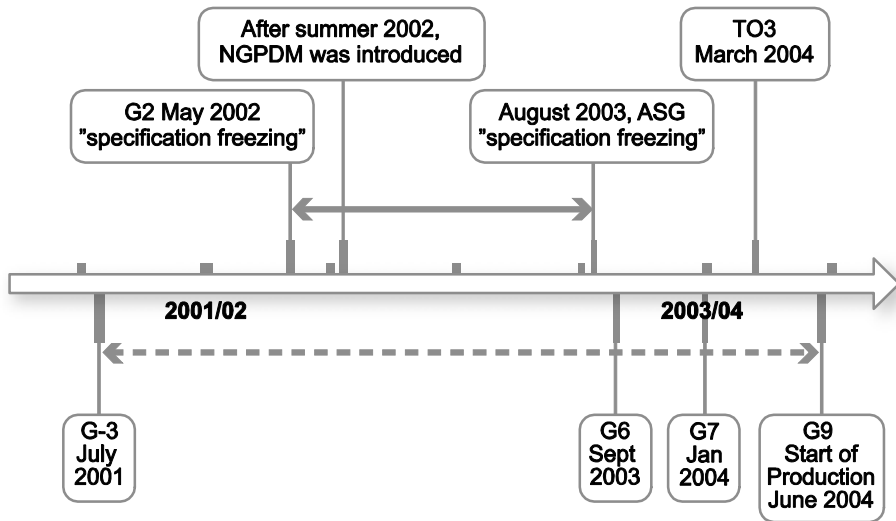 After summer 2002,
NGPDM was introduced
TO3
March 2004
G2 May 2002
”specification freezing”
August 2003, ASG
”specification freezing”
2001/02
2003/04
G-3
July
2001
G6
Sept
2003
G7
Jan
2004
G9
Start of
Production
June 2004